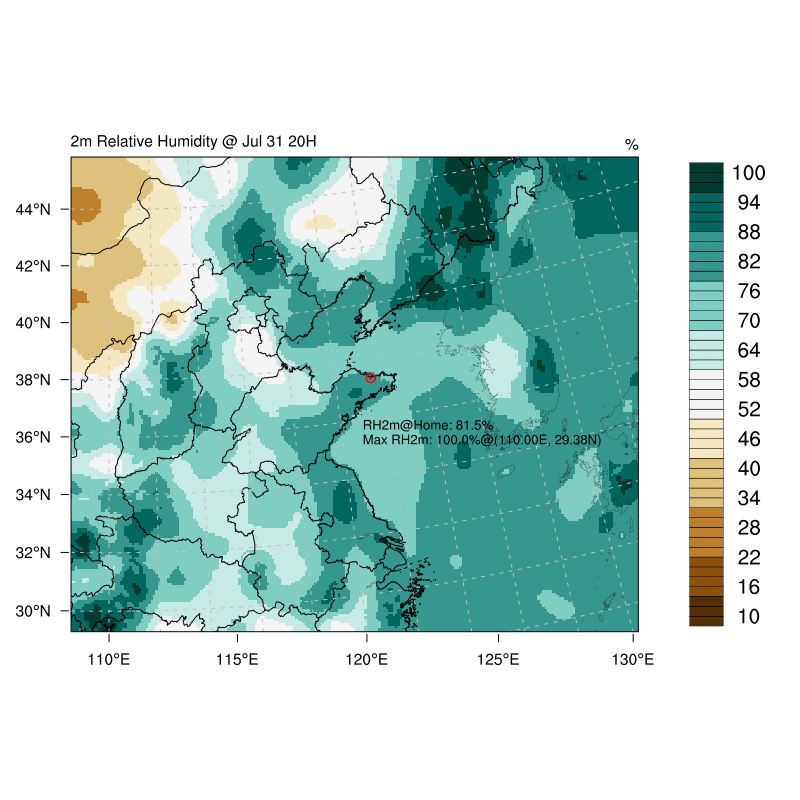 2m Relative Humidity @ Jul 31 20H
%
44°N
42°N
40°N
38°N
36°N
34°N
32°N
30°N
110°E
115°E
120°E
125°E
130°E
RH2m@Home: 81.5%
Max RH2m: 100.0%@(110.00E, 29.38N)
100
94
88
82
76
70
64
58
52
46
40
34
28
22
16
10